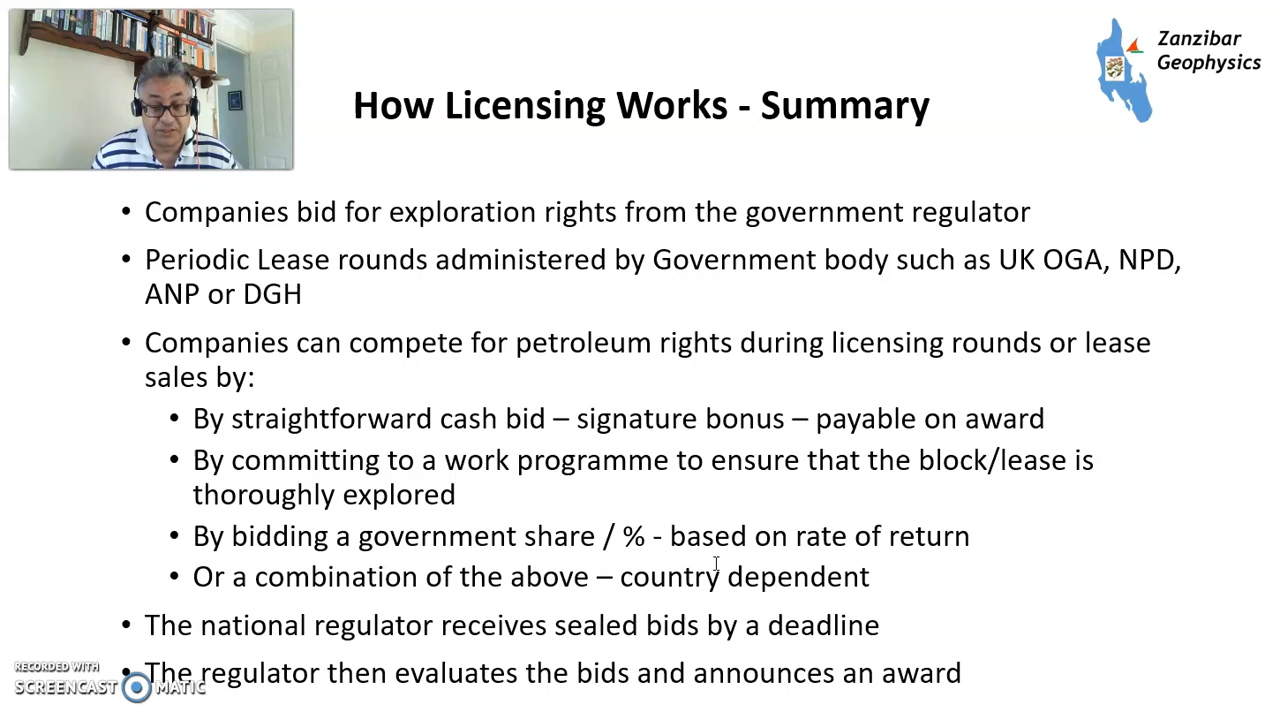 Zanzibar
Geophysics
How Licensing Works - Summary
• Companies bid for exploration rights from the government regulator
• Periodic Lease rounds administered by Government body such as UK OGA, NPD,
ANP or DGH
• Companies can compete for petroleum rights during licensing rounds or lease
sales by:
• By straightforward cash bid – signature bonus – payable on award
• By committing to a work programme to ensure that the block/lease is
thoroughly explored
• By bidding a government share / % - based on rate of return
• Or a combination of the above – country dependent
• The national regulator receives sealed bids by a deadline
• The regulator then evaluates the bids and announces an award
RECORDED WITH
SCREENCAST MATIC